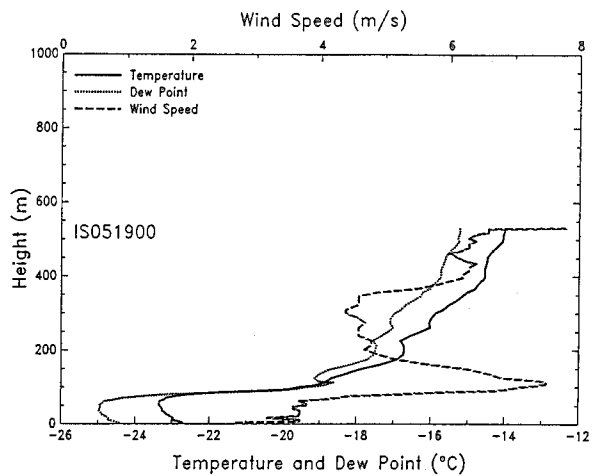 Wind Speed (m/s)
0 2 4 6 8
1000
800
600
400
200
0
Height (m)
Temperature
Dew Point
Wind Speed
ISO51900
-26 -24 -22 -20 -18 -16 -14 -12
Temperature and Dew Point (°C)